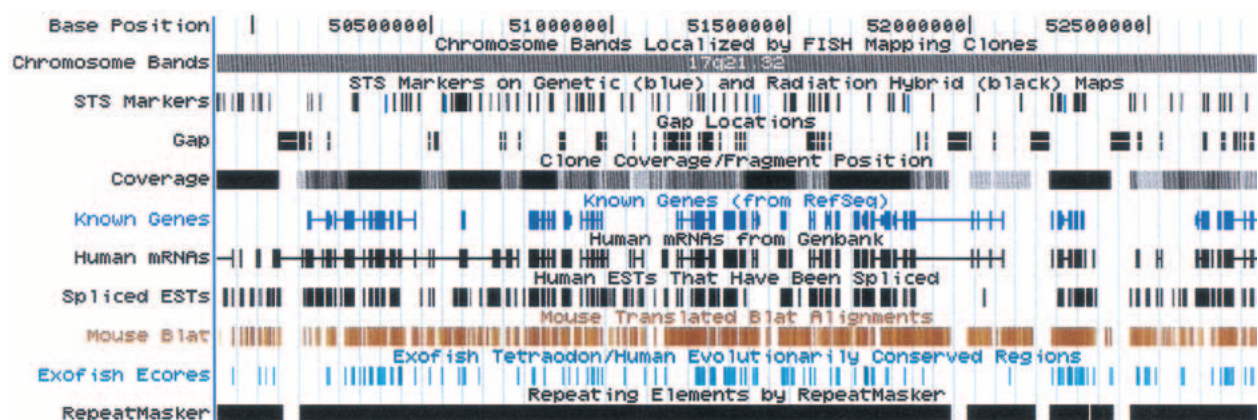 Base Position | 50500000| 51000000| 51500000| 52000000| 52500000|
Chromosome Bands Localized by FISH Mapping Clones
Chromosome Bands 17q21.32
STS Markers on Genetic (blue) and Radiation Hybrid (black) Maps
STS Markers
Gap Locations
Gap
Clone Coverage/Fragment Position
Coverage
Known Genes (from RefSeq)
Known Genes
Human mRNAs from Genbank
Human mRNAs
Human ESTs That Have Been Spliced
Spliced ESTs
Mouse Translated Blat Alignments
Mouse Blat
Exofish Tetraodon/Human Evolutionarily Conserved Regions
Exofish Ecores
Repeating Elements by RepeatMasker
RepeatMasker